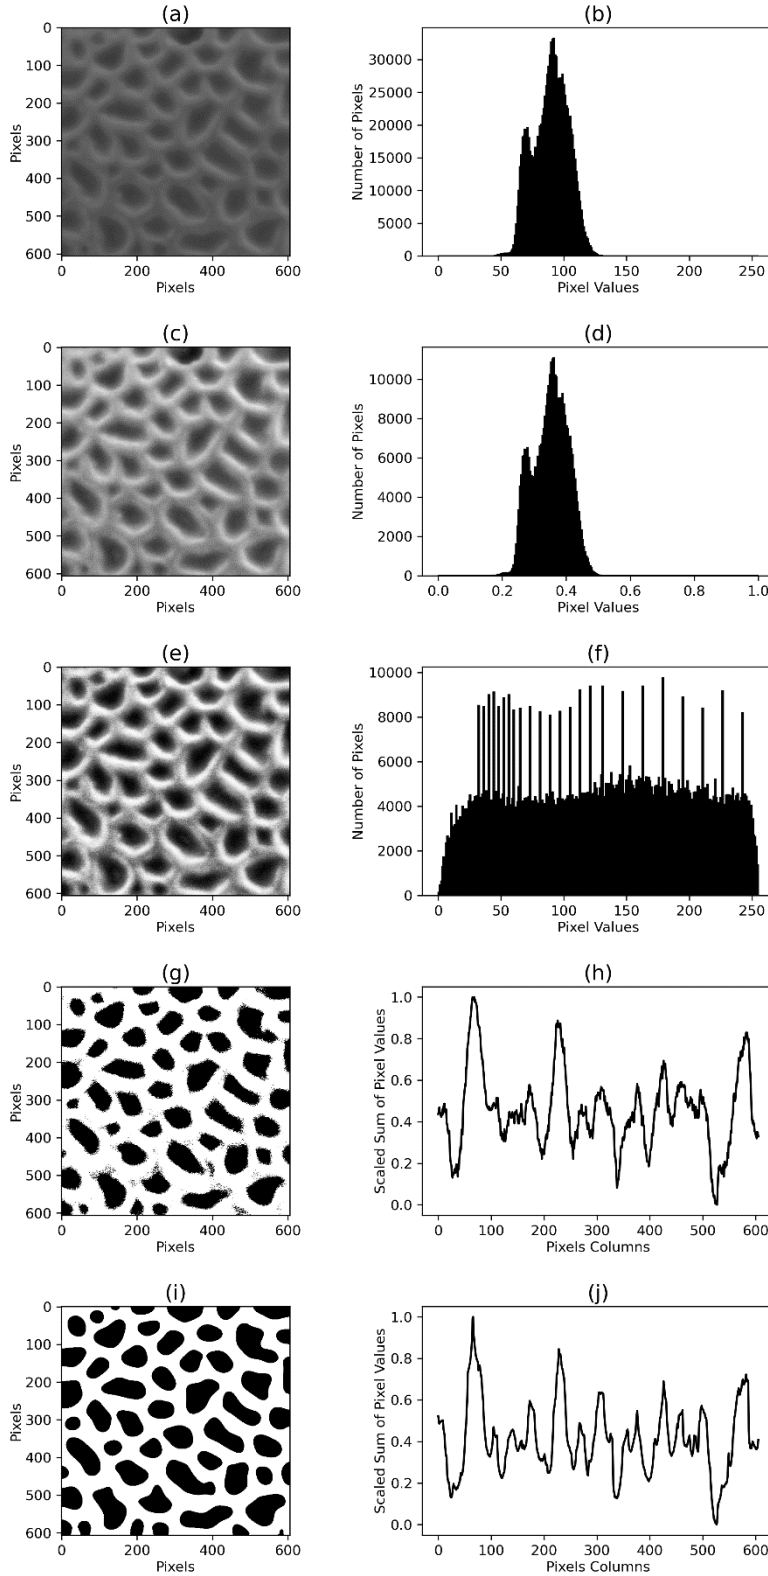 (a)
0
100
200
300
400
500
600
Pixels
0 200 400 600
Pixels
(b)
30000
25000
20000
15000
10000
5000
0
Number of Pixels
0 50 100 150 200 250
Pixel Values
(c)
0
100
200
300
400
500
600
Pixels
0 200 400 600
Pixels
(d)
10000
8000
6000
4000
2000
0
Number of Pixels
0.0 0.2 0.4 0.6 0.8 1.0
Pixel Values
(e)
0
100
200
300
400
500
600
Pixels
0 200 400 600
Pixels
(f)
10000
8000
6000
4000
2000
0
Number of Pixels
0 50 100 150 200 250
Pixel Values
(g)
0
100
200
300
400
500
600
Pixels
0 200 400 600
Pixels
(h)
1.0
0.8
0.6
0.4
0.2
0.0
Scaled Sum of Pixel Values
0 100 200 300 400 500 600
Pixels Columns
(i)
0
100
200
300
400
500
600
Pixels
0 200 400 600
Pixels
(j)
1.0
0.8
0.6
0.4
0.2
0.0
Scaled Sum of Pixel Values
0 100 200 300 400 500 600
Pixels Columns